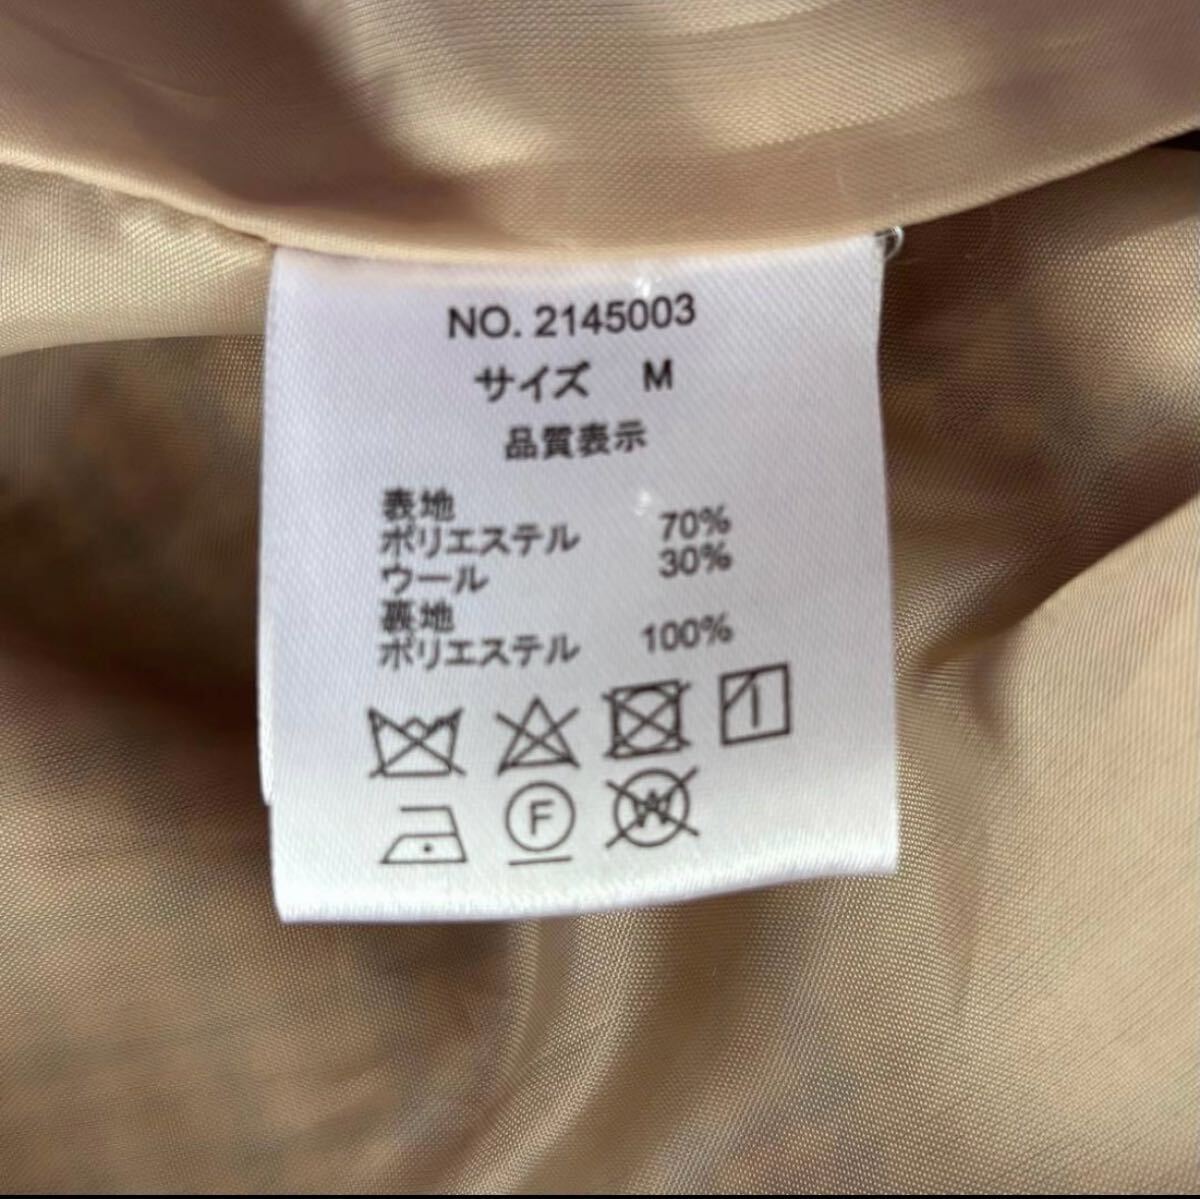 NO. 2145003
サイズ M
品質表示
表地
ポリエステル 70%
ウール 30%
裏地
ポリエステル 100%
F
W